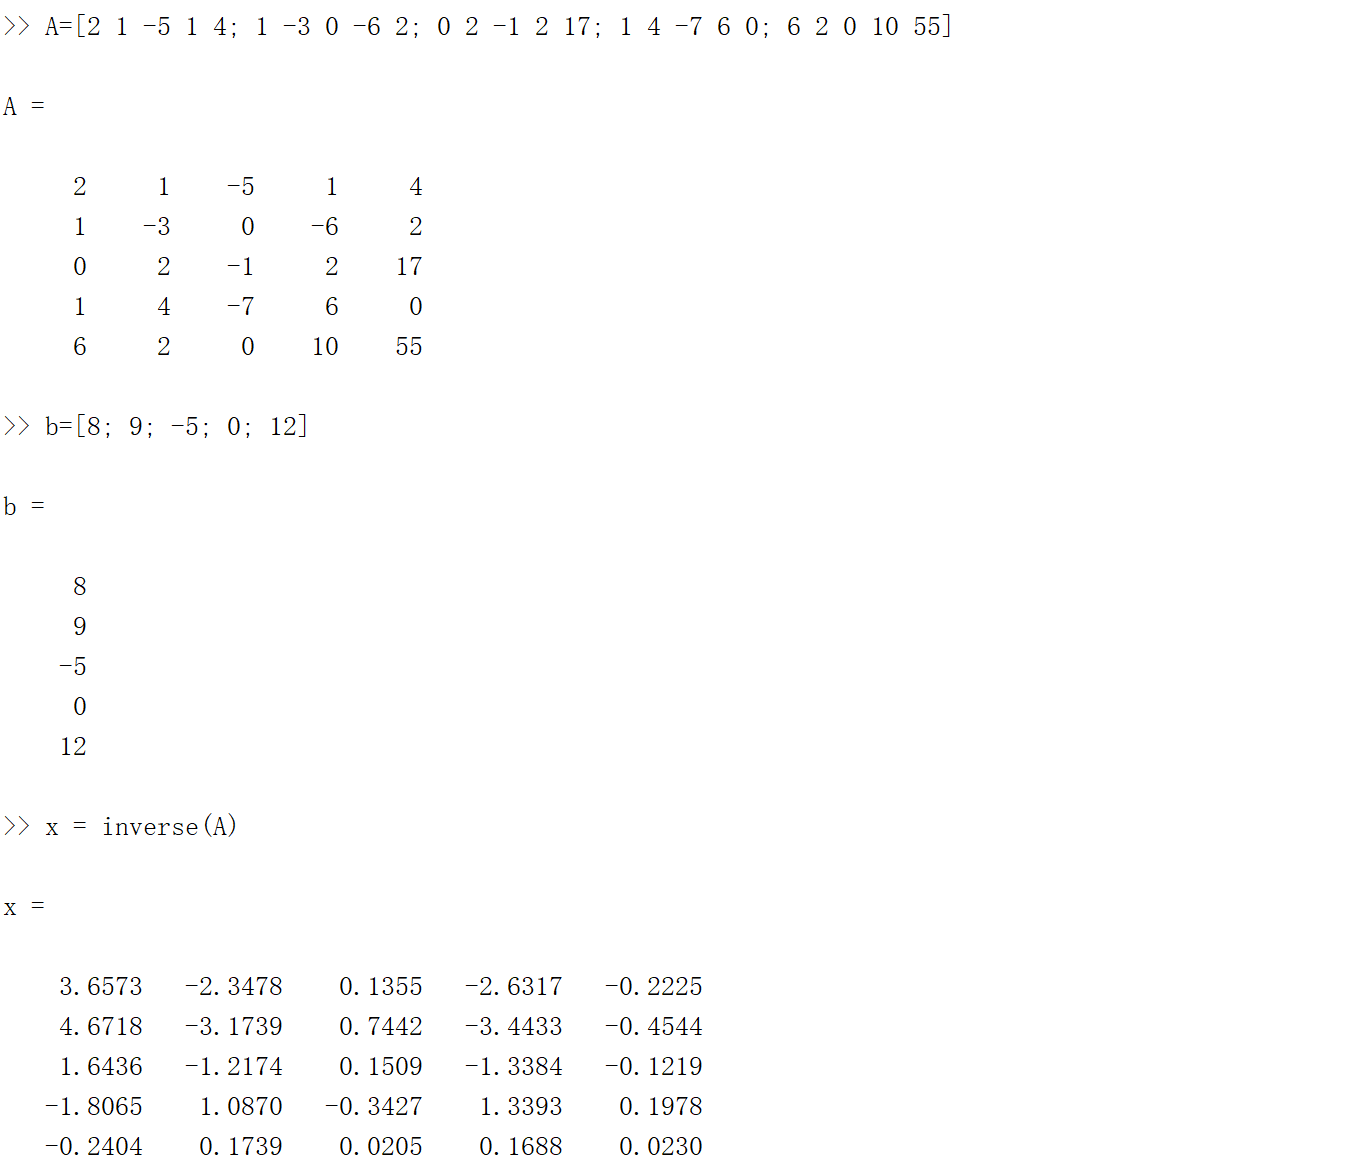 >> A=[2 1 -5 1 4; 1 -3 0 -6 2; 0 2 -1 2 17; 1 4 -7 6 0; 6 2 0 10 55]
A =
2 1 -5 1 4
1 -3 0 -6 2
0 2 -1 2 17
1 4 -7 6 0
6 2 0 10 55
>> b=[8; 9; -5; 0; 12]
b =
8
9
-5
0
12
>> x = inverse(A)
x =
3.6573 -2.3478 0.1355 -2.6317 -0.2225
4.6718 -3.1739 0.7442 -3.4433 -0.4544
1.6436 -1.2174 0.1509 -1.3384 -0.1219
-1.8065 1.0870 -0.3427 1.3393 0.1978
-0.2404 0.1739 0.0205 0.1688 0.0230